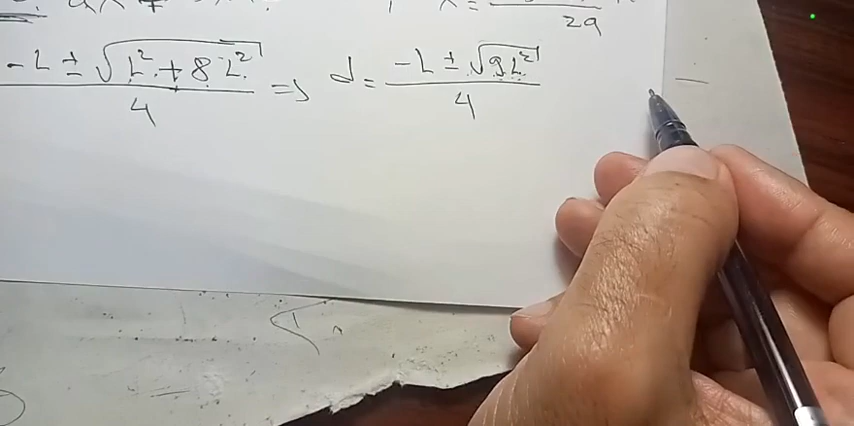 2a
-L ± √L² + 8L² / 4 => d = -L ± √9L² / 4